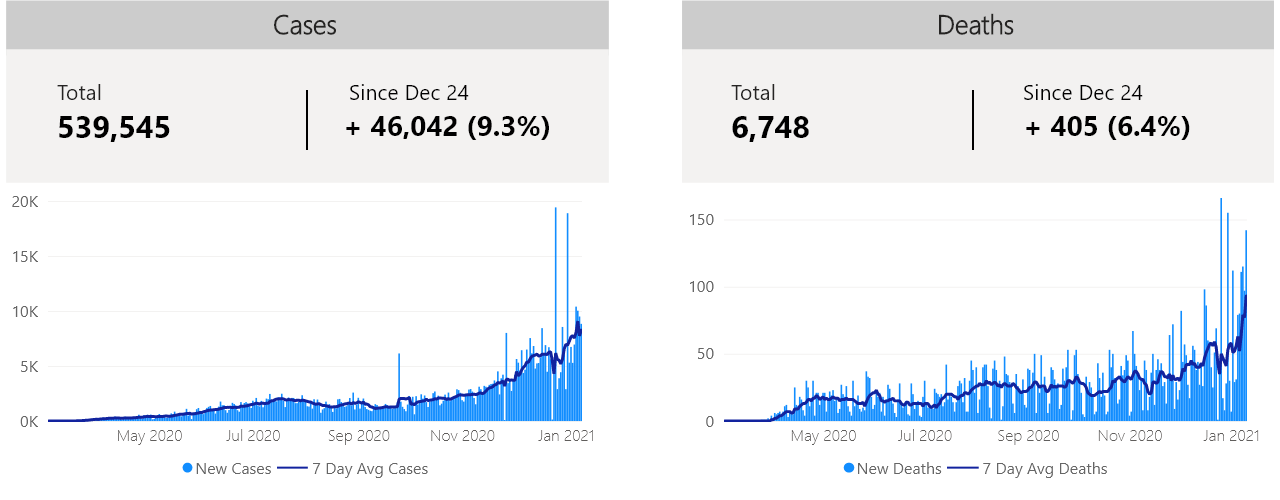 Cases
Total
Since Dec 24
539,545
+ 46,042 (9.3%)
20K
15K
10K
5K
0K
May 2020
Jul 2020
Sep 2020
Nov 2020
Jan 2021
New Cases
7 Day Avg Cases
Deaths
Total
Since Dec 24
6,748
+ 405 (6.4%)
150
100
50
0
May 2020
Jul 2020
Sep 2020
Nov 2020
Jan 2021
New Deaths
7 Day Avg Deaths